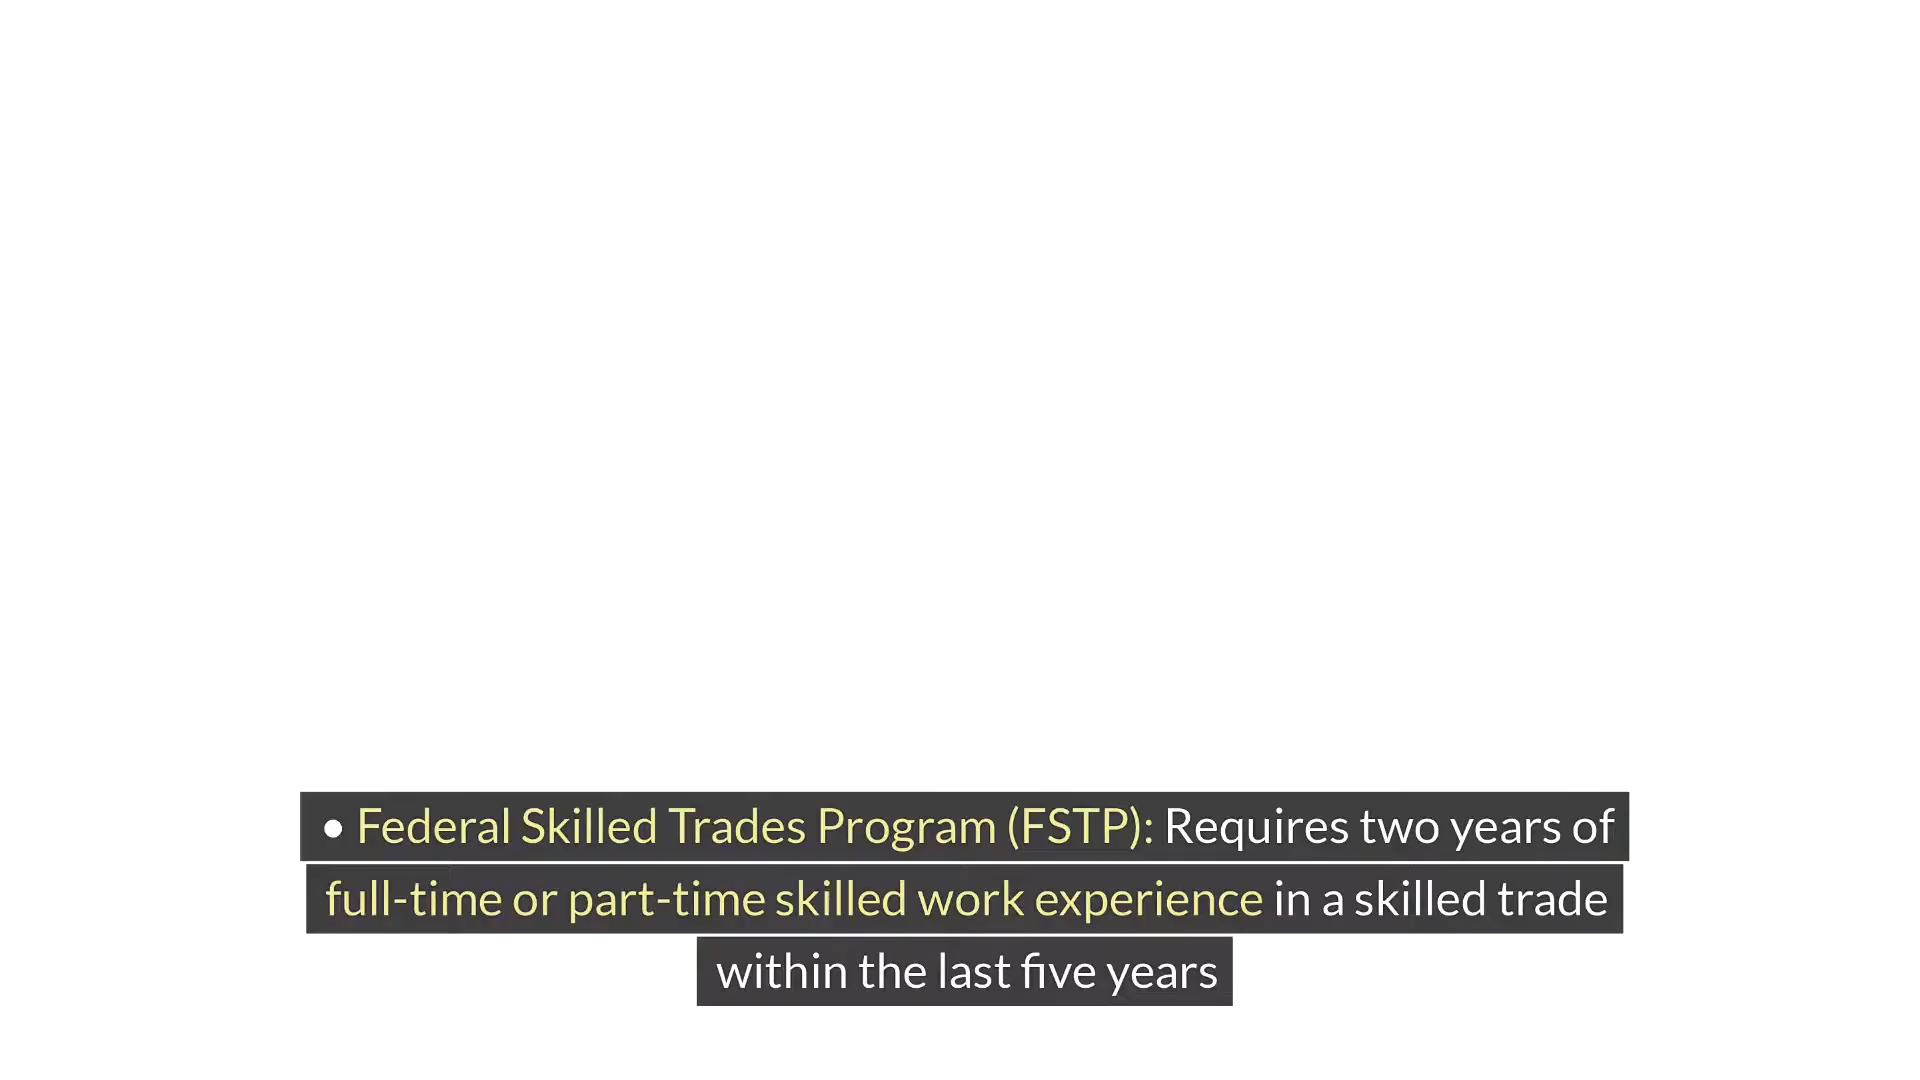 • Federal Skilled Trades Program (FSTP): Requires two years of
full-time or part-time skilled work experience in a skilled trade
within the last five years